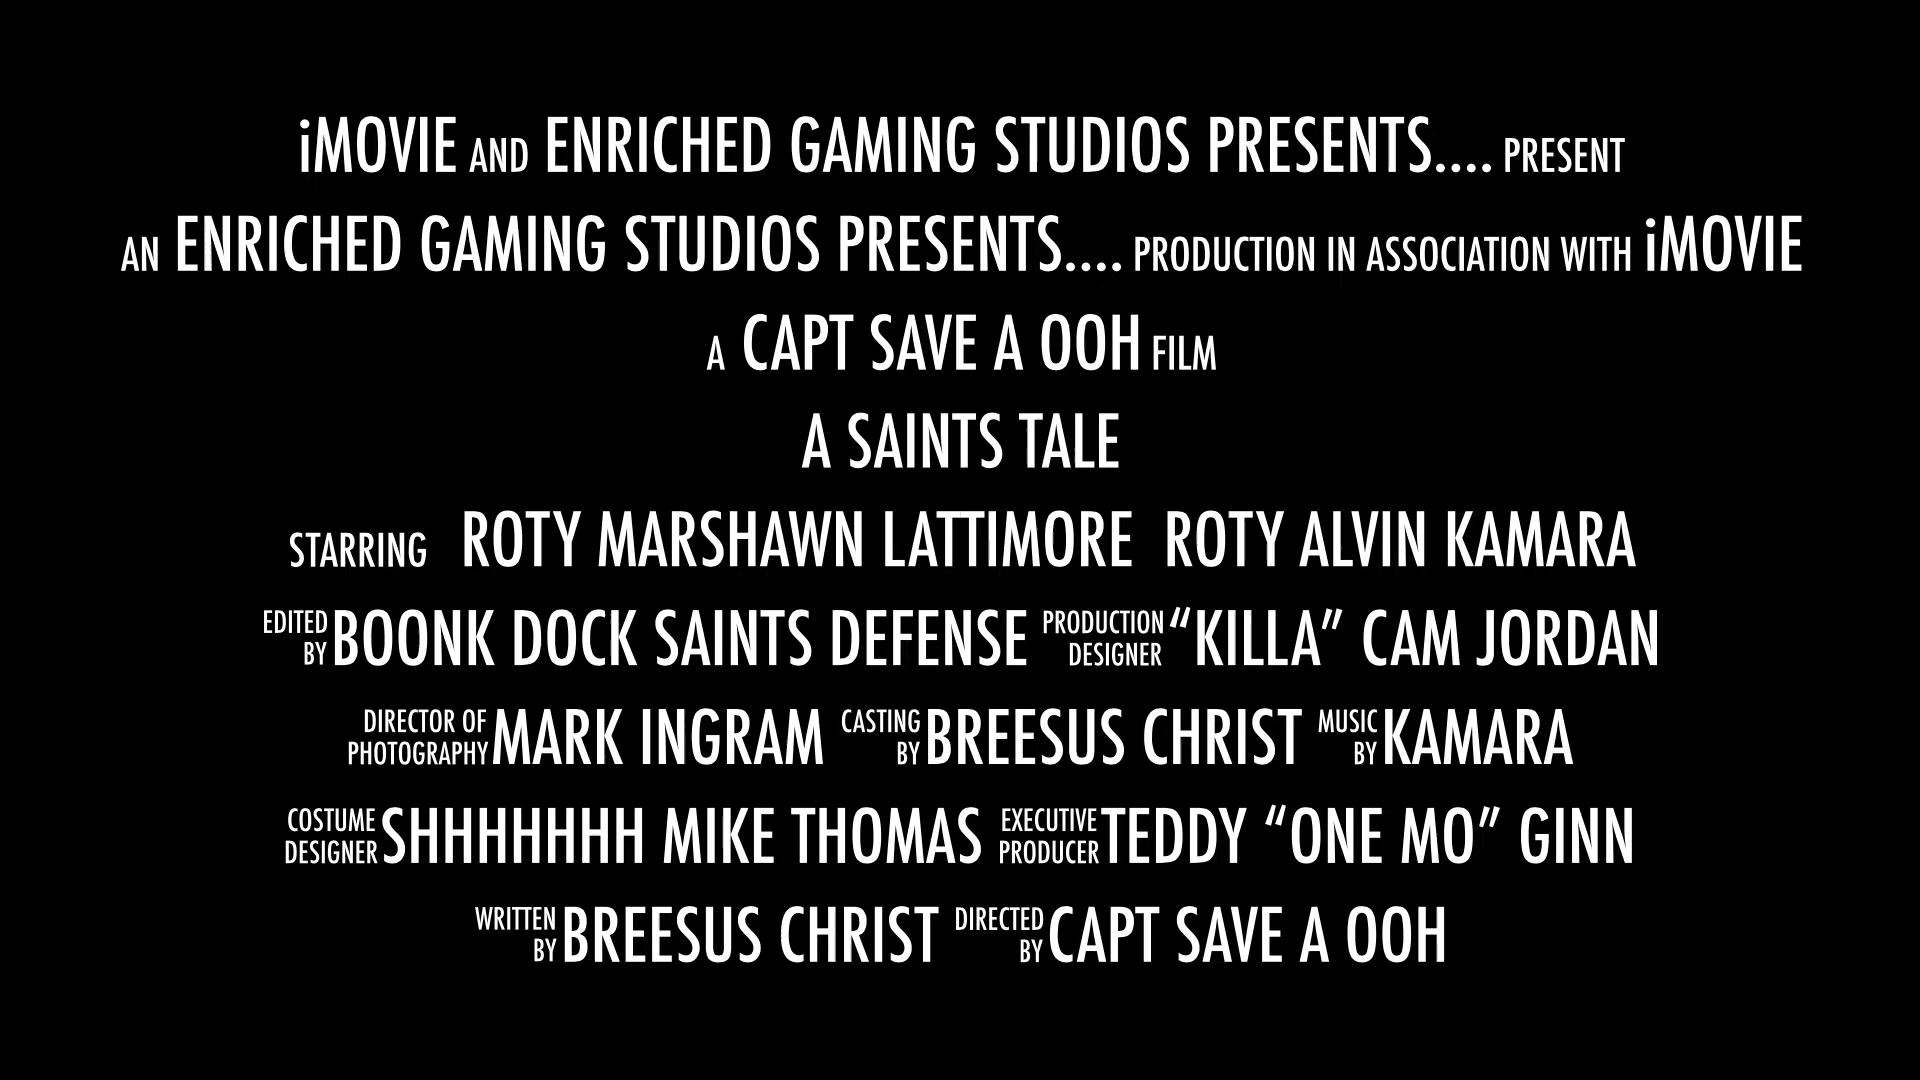 iMOVIE AND ENRICHED GAMING STUDIOS PRESENTS.... PRESENT
AN ENRICHED GAMING STUDIOS PRESENTS.... PRODUCTION IN ASSOCIATION WITH iMOVIE
A CAPT SAVE A OOH FILM
A SAINTS TALE
STARRING ROTY MARSHAWN LATTIMORE ROTY ALVIN KAMARA
EDITED BY BOONK DOCK SAINTS DEFENSE PRODUCTION DESIGNER “KILLA” CAM JORDAN
DIRECTOR OF PHOTOGRAPHY MARK INGRAM CASTING BY BREESUS CHRIST MUSIC BY KAMARA
COSTUME DESIGNER SHHHHHHH MIKE THOMAS EXECUTIVE PRODUCER TEDDY “ONE MO” GINN
WRITTEN BY BREESUS CHRIST DIRECTED BY CAPT SAVE A OOH